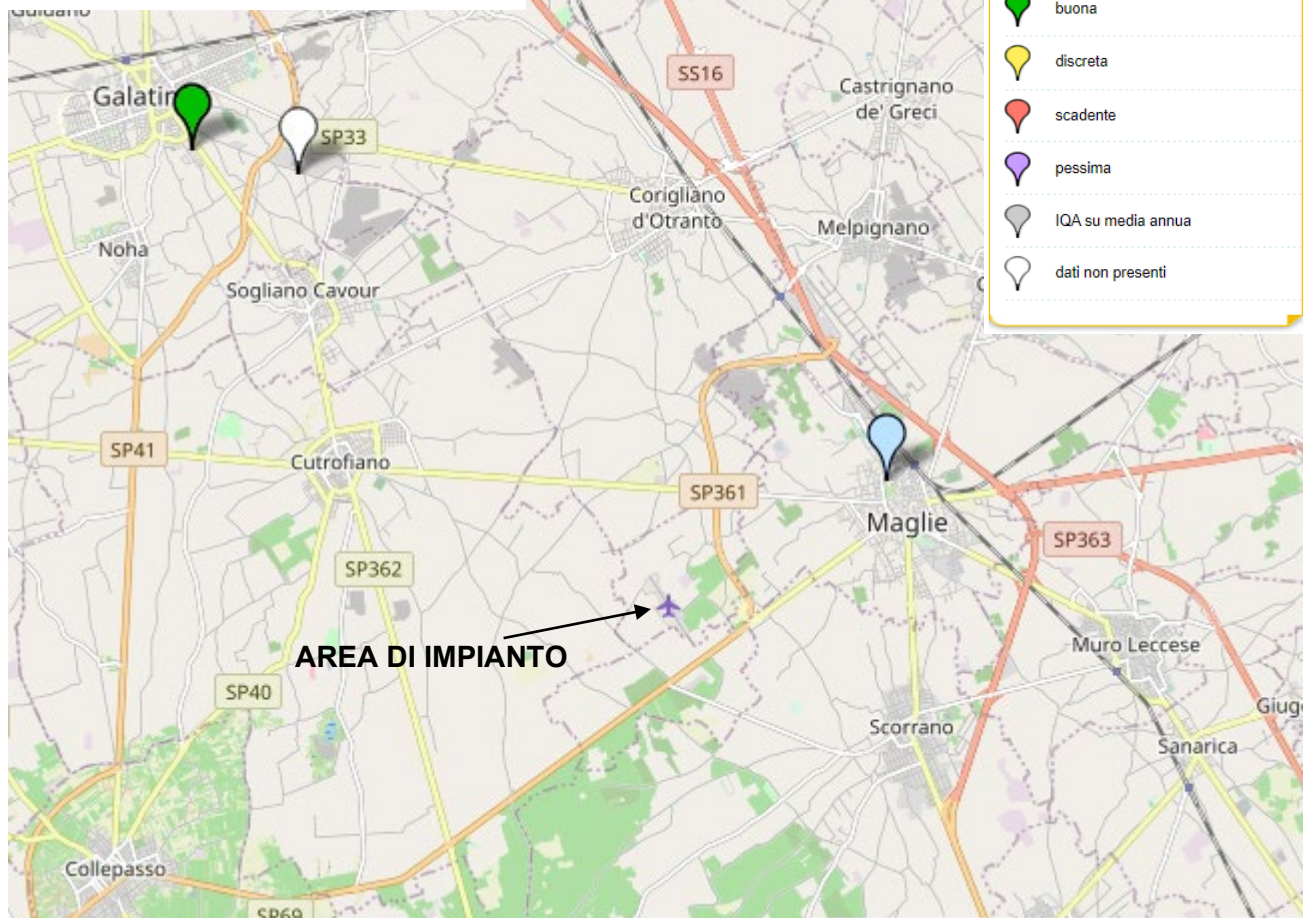 buona
discreta
scadente
pessima
IQA su media annua
dati non presenti
SS16
Castrignano
de' Greci
SP33
Corigliano
d'Otranto
Melpignano
Noha
Sogliano Cavour
SP41
Cutrofiano
SP361
Maglie
SP363
SP362
AREA DI IMPIANTO
Muro Leccese
SP40
Scorrano
Sanarica
Collepasso